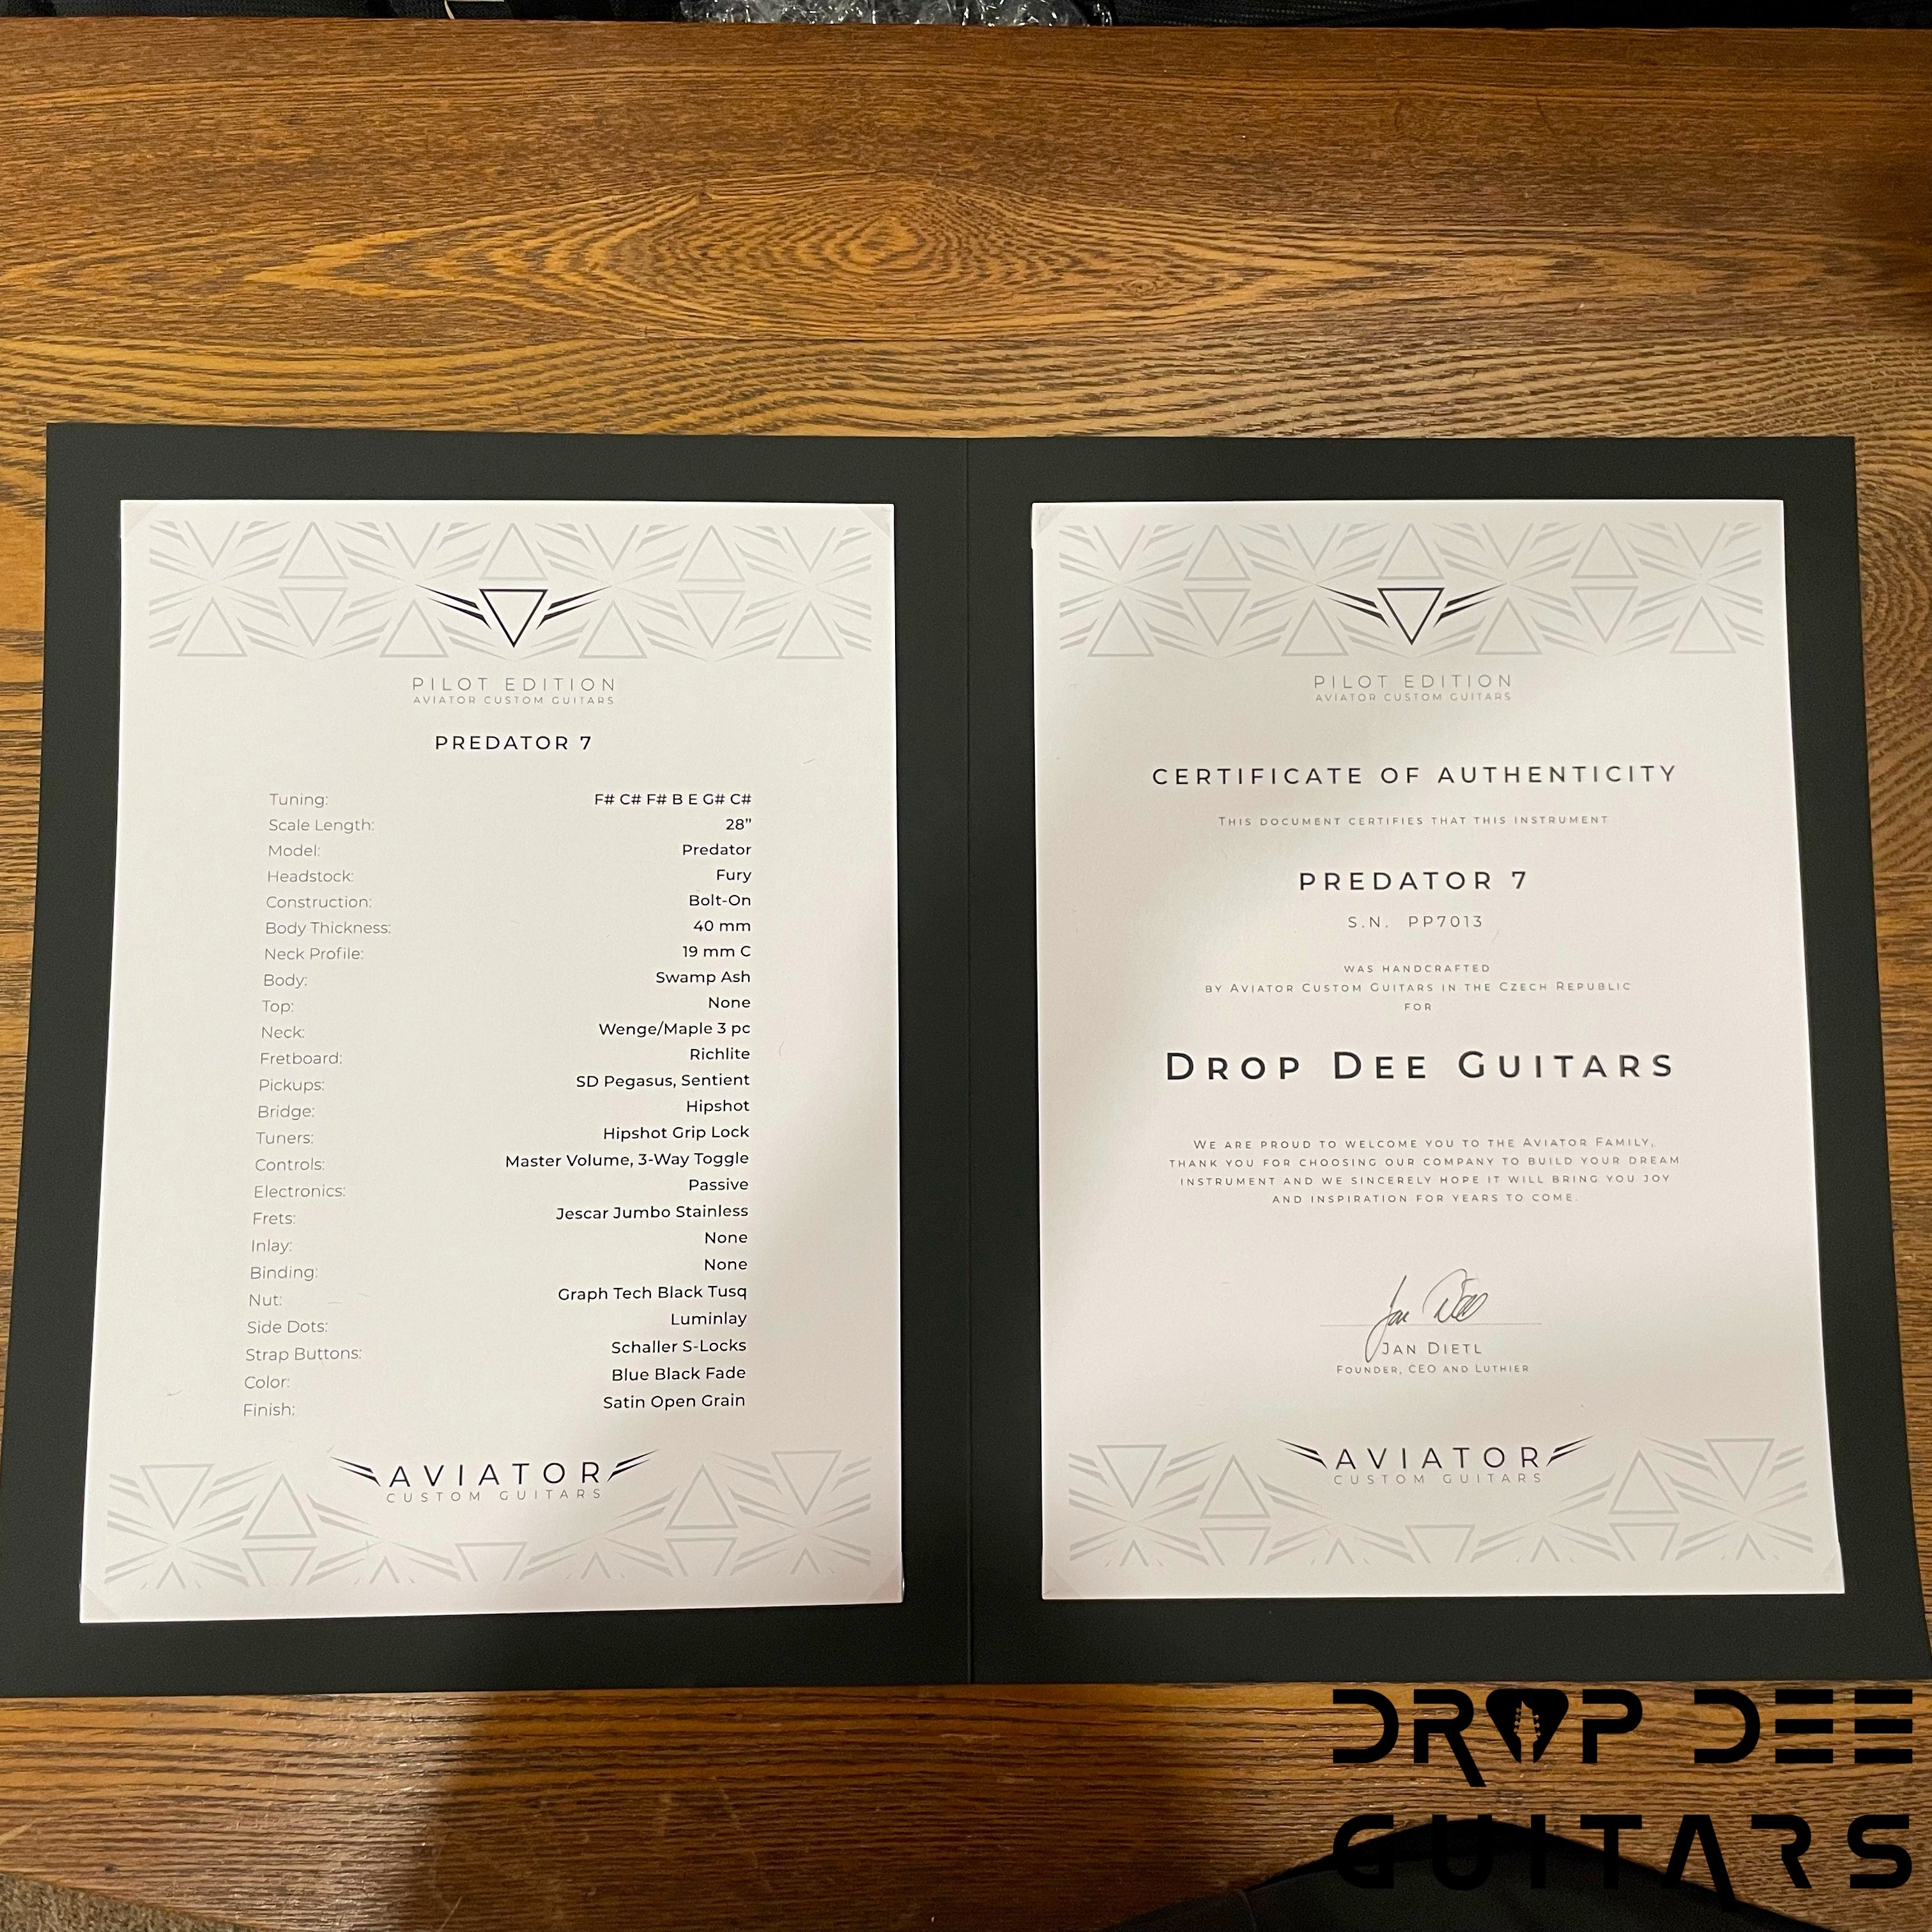 PILOT EDITION
AVIATOR CUSTOM GUITARS
PREDATOR 7
Tuning: F# C# F# B E G# C#
Scale Length: 28”
Model: Predator
Headstock: Fury
Construction: Bolt-On
Body Thickness: 40 mm
Neck Profile: 19 mm C
Body: Swamp Ash
Top: None
Neck: Wenge/Maple 3 pc
Fretboard: Richlite
Pickups: SD Pegasus, Sentient
Bridge: Hipshot
Tuners: Hipshot Grip Lock
Controls: Master Volume, 3-Way Toggle
Electronics: Passive
Frets: Jescar Jumbo Stainless
Inlay: None
Binding: None
Nut: Graph Tech Black Tusq
Side Dots: Luminlay
Strap Buttons: Schaller S-Locks
Color: Blue Black Fade
Finish: Satin Open Grain
AVIATOR
CUSTOM GUITARS
PILOT EDITION
AVIATOR CUSTOM GUITARS
CERTIFICATE OF AUTHENTICITY
THIS DOCUMENT CERTIFIES THAT THIS INSTRUMENT
PREDATOR 7
S.N. PP7013
WAS HANDCRAFTED
BY AVIATOR CUSTOM GUITARS IN THE CZECH REPUBLIC
FOR
DROP DEE GUITARS
WE ARE PROUD TO WELCOME YOU TO THE AVIATOR FAMILY,
THANK YOU FOR CHOOSING OUR COMPANY TO BUILD YOUR DREAM
INSTRUMENT AND WE SINCERELY HOPE IT WILL BRING YOU JOY
AND INSPIRATION FOR YEARS TO COME.
JAN DIETL
FOUNDER, CEO AND LUTHIER
AVIATOR
CUSTOM GUITARS
DROP DEE
GUITARS